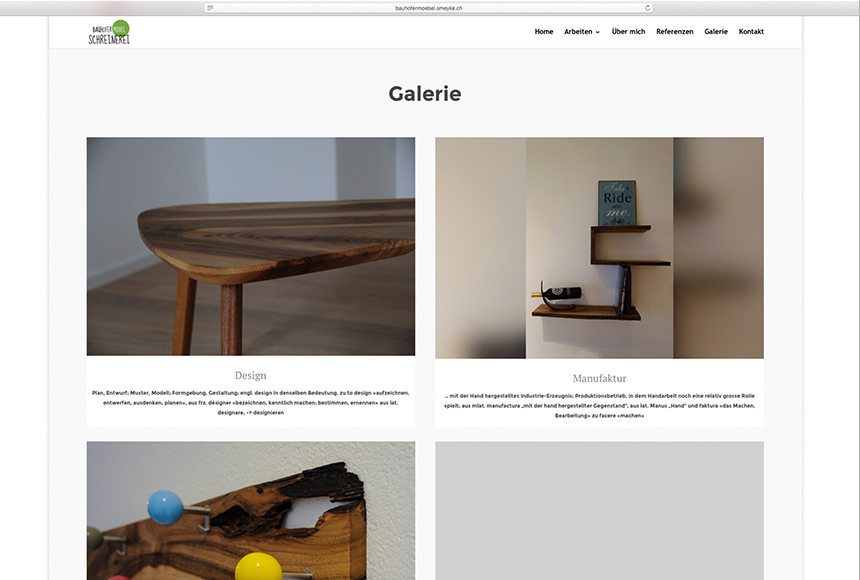 bauhofermoebel.smeyke.ch
BAUHOFERMOEBEL
SCHREINEREI
Home Arbeiten Über mich Referenzen Galerie Kontakt
Galerie
Take a
Ride
with
me.
Design
Plan, Entwurf; Muster, Modell; Formgebung, Gestaltung; engl. design in denselben Bedeutung, zu to design «aufzeichnen,
entwerfen, ausdenken, planen», aus frz. désigner «bezeichnen, kenntlich machen; bestimmen, ernennen» aus lat.
designare, -> designieren
Manufaktur
… mit der Hand hergestelltes Industrie-Erzeugnis; Produktionsbetrieb, in dem Handarbeit noch eine relativ grosse Rolle
spielt; aus mlat. manufactura „mit der hand hergestellter Gegenstand", aus lat. Manus „Hand" und faktura «das Machen,
Bearbeitung» zu facere «machen»